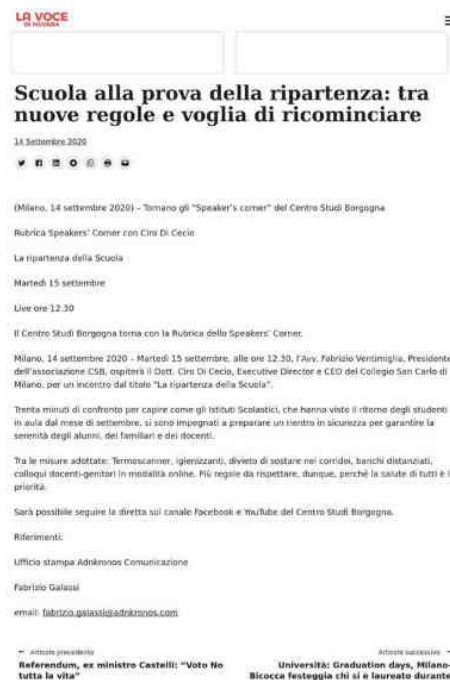 LA VOCE
DI NOVARA
Scuola alla prova della ripartenza: tra
nuove regole e voglia di ricominciare
14 Settembre 2020
(Milano, 14 settembre 2020) – Tornano gli "Speaker's corner" del Centro Studi Borgogna
Rubrica Speakers' Corner con Ciro Di Cecio
La ripartenza della Scuola
Martedì 15 settembre
Live ore 12.30
Il Centro Studi Borgogna torna con la Rubrica dello Speakers' Corner.
Milano, 14 settembre 2020 – Martedì 15 settembre, alle ore 12.30, l'Avv. Fabrizio Ventimiglia, Presidente
dell'associazione CSB, ospiterà il Dott. Ciro Di Cecio, Executive Director e CEO del Collegio San Carlo di
Milano, per un incontro dal titolo "La ripartenza della Scuola".
Trenta minuti di confronto per capire come gli Istituti Scolastici, che hanno visto il ritorno degli studenti
in aula dal mese di settembre, si sono impegnati a preparare un rientro in sicurezza per garantire la
serenità degli alunni, dei familiari e dei docenti.
Tra le misure adottate: Termoscanner, igienizzanti, divieto di sostare nei corridoi, banchi distanziati,
colloqui docenti-genitori in modalità online. Più regole da rispettare, dunque, perchè la salute di tutti è l
priorità.
Sarà possibile seguire la diretta sul canale Facebook e YouTube del Centro Studi Borgogna.
Riferimenti:
Ufficio stampa Adnkronos Comunicazione
Fabrizio Galassi
email: fabrizio.galassi@adnkronos.com
← Articolo precedente
Referendum, ex ministro Castelli: "Voto No
tutta la vita"
Articolo successivo →
Università: Graduation days, Milano-
Bicocca festeggia chi si è laureato durante